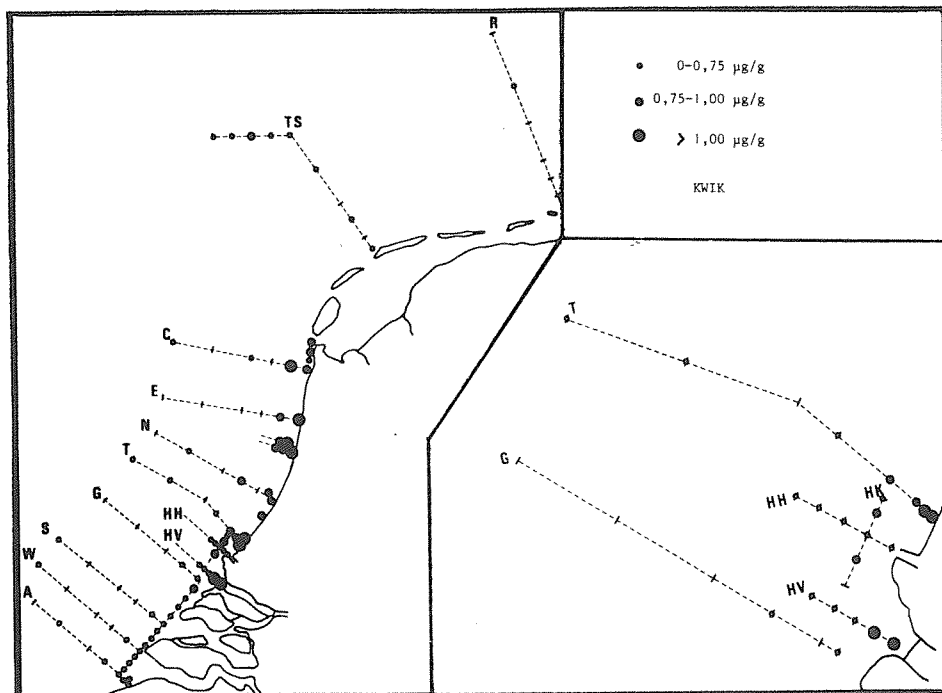 R
TS
0-0,75 µg/g
0,75-1,00 µg/g
> 1,00 µg/g
KWIK
C
E
N
T
G
HH
HV
S
W
A
T
G
HH
HK
HV